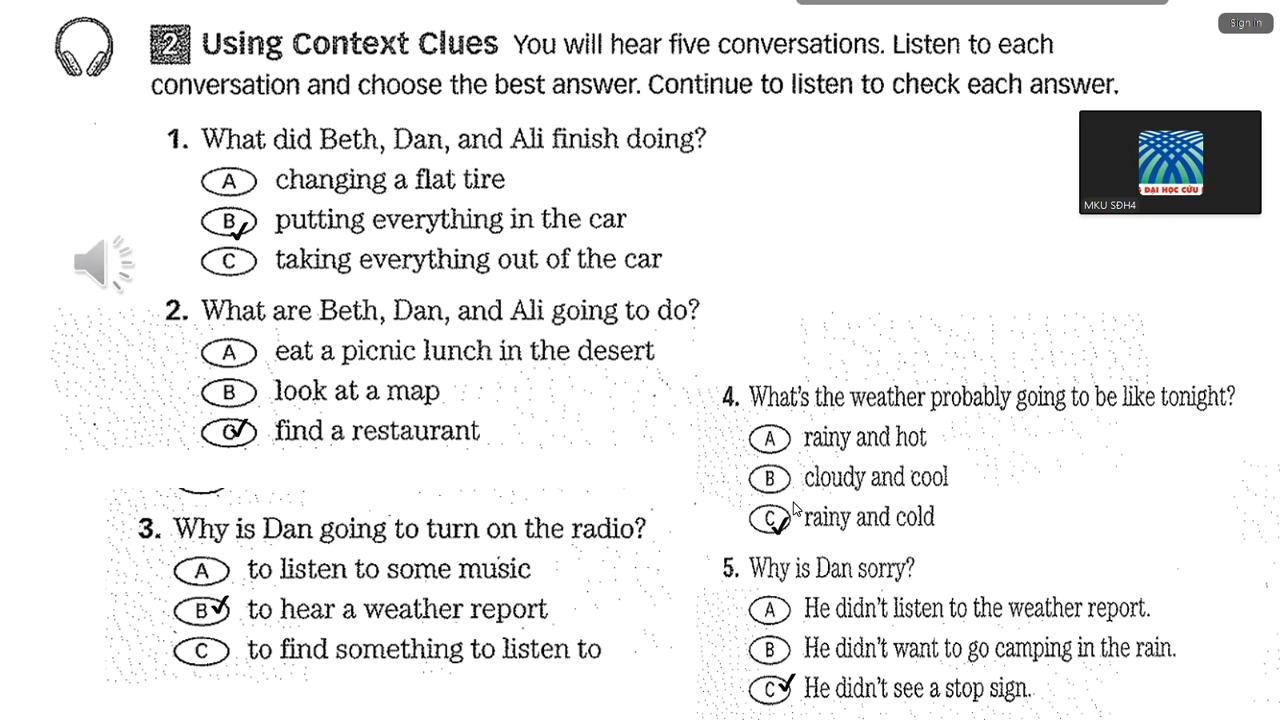 Sign in
2 Using Context Clues You will hear five conversations. Listen to each
conversation and choose the best answer. Continue to listen to check each answer.
1. What did Beth, Dan, and Ali finish doing?
A changing a flat tire
B putting everything in the car
C taking everything out of the car
2. What are Beth, Dan, and Ali going to do?
A eat a picnic lunch in the desert
B look at a map
C find a restaurant
3. Why is Dan going to turn on the radio?
A to listen to some music
B to hear a weather report
C to find something to listen to
4. What's the weather probably going to be like tonight?
A rainy and hot
B cloudy and cool
C rainy and cold
5. Why is Dan sorry?
A He didn't listen to the weather report.
B He didn't want to go camping in the rain.
C He didn't see a stop sign.
ĐẠI HỌC CỬU
MKU SĐH4